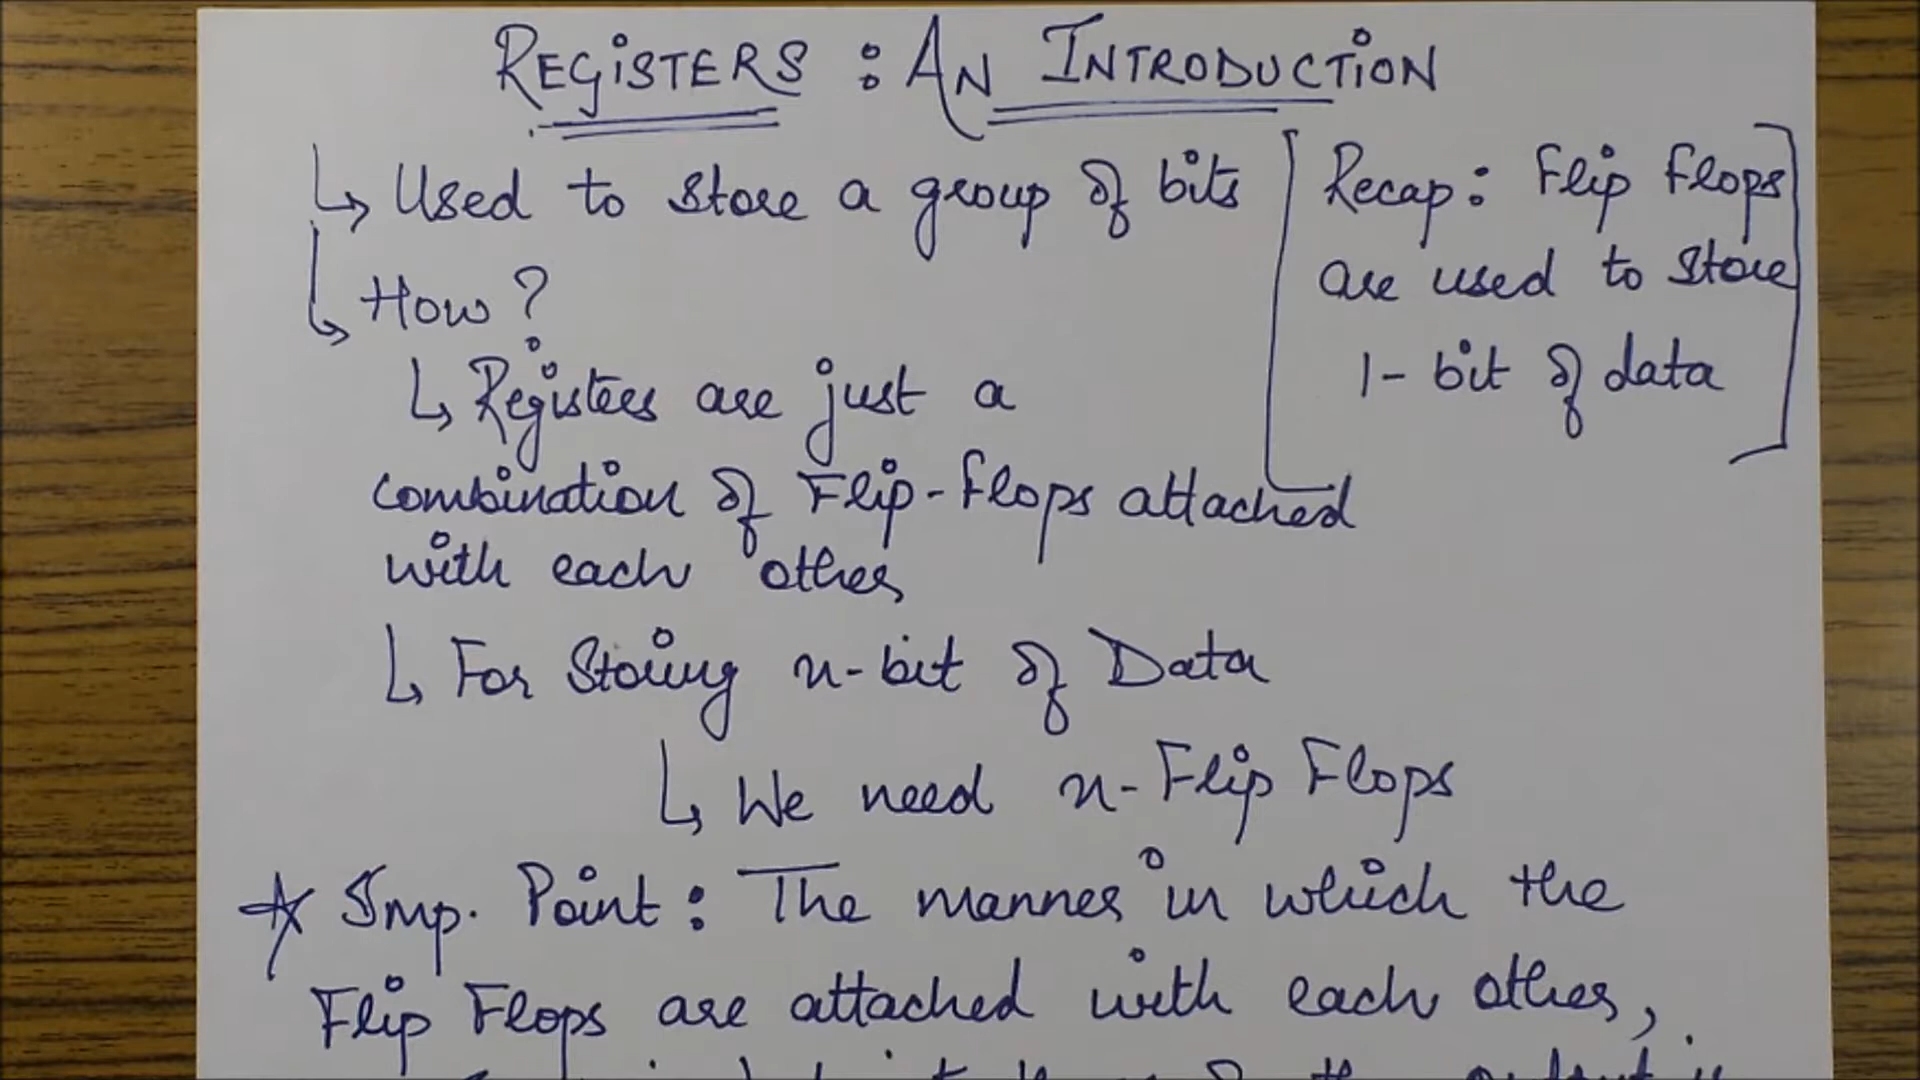 REGISTERS : AN INTRODUCTION
↳ Used to store a group of bits
[Recap: Flip Flops
are used to store
1-bit of data]
↳ How?
↳ Registers are just a
combination of Flip-flops attached
with each other
↳ For Storing n-bit of Data
↳ We need n-Flip Flops
☆ Imp. Point: The manner in which the
Flip Flops are attached with each other,